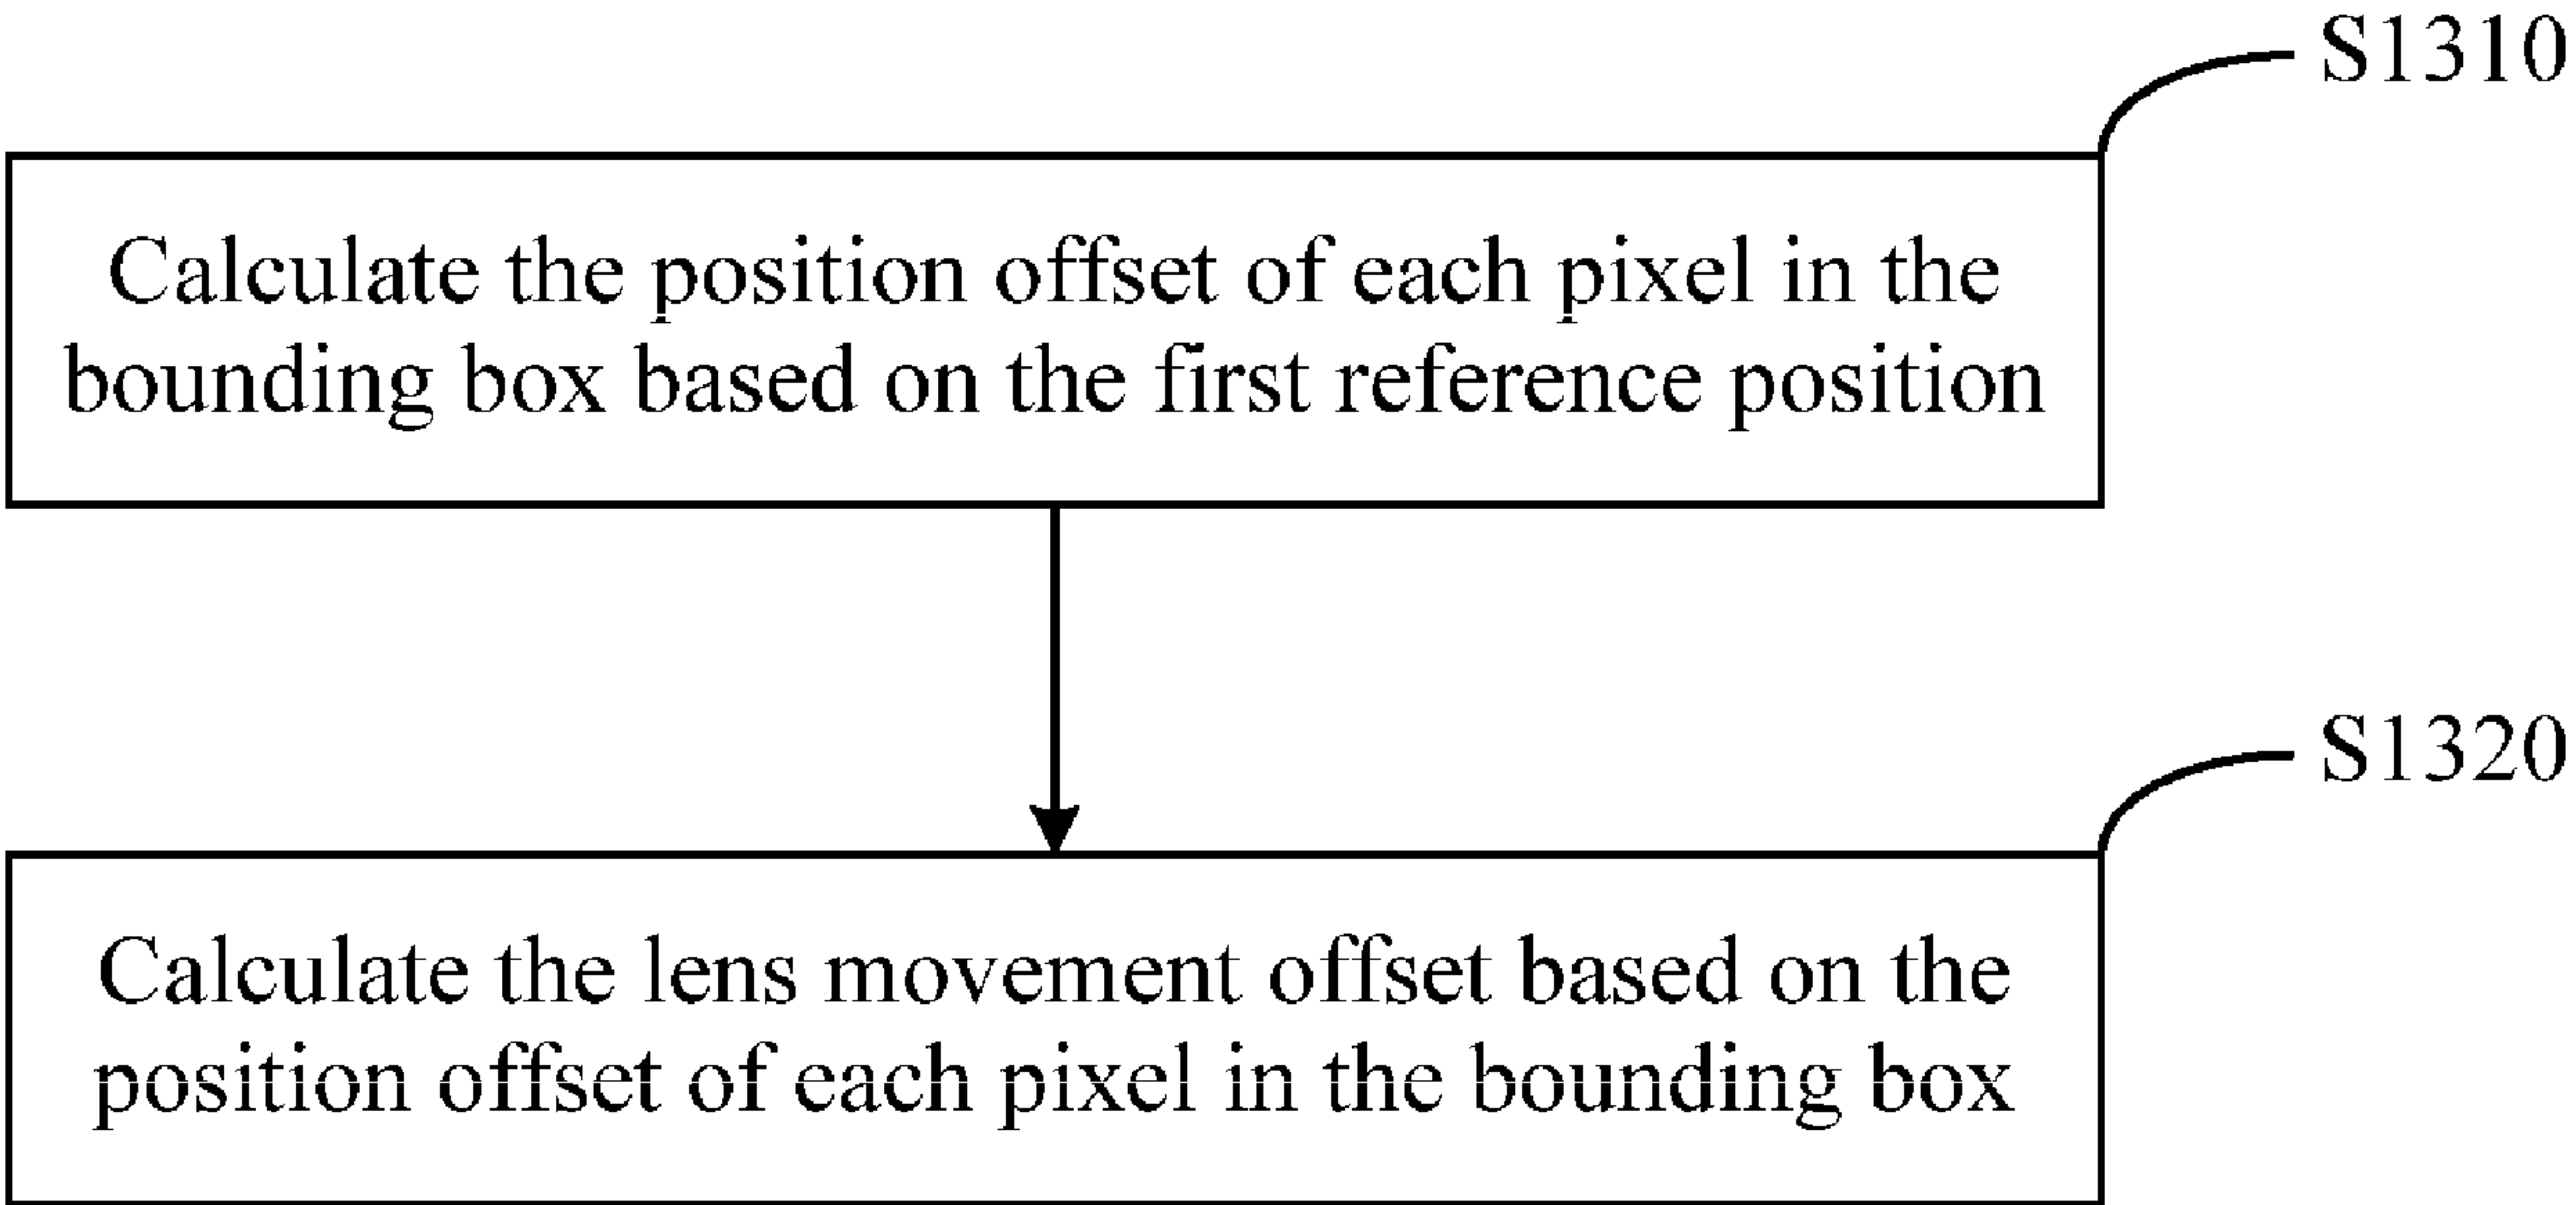 S1310
Calculate the position offset of each pixel in the
bounding box based on the first reference position
S1320
Calculate the lens movement offset based on the
position offset of each pixel in the bounding box